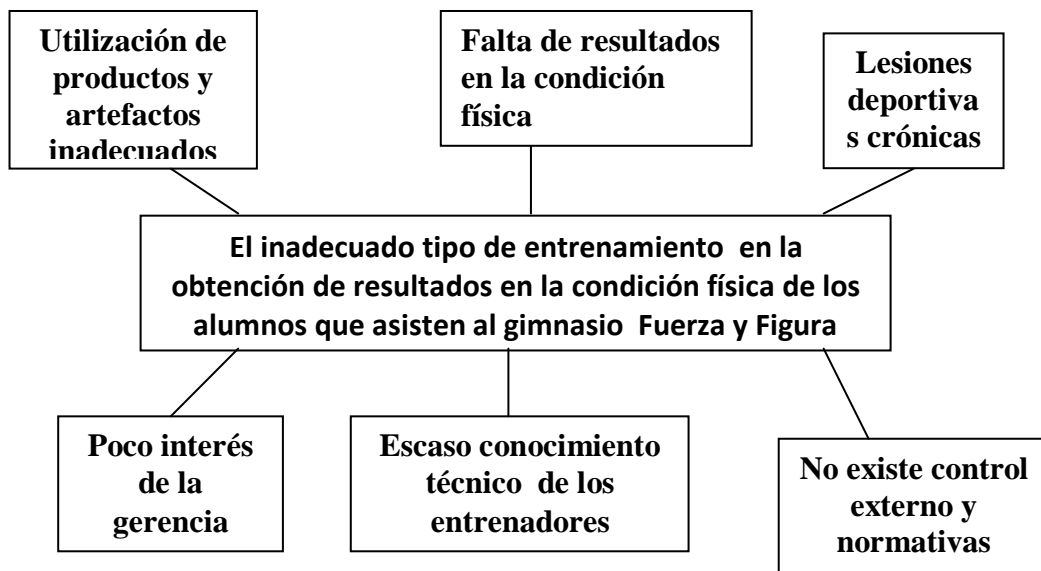 Utilización de
productos y
artefactos
inadecuados
Falta de resultados
en la condición
física
Lesiones
deportiva
s crónicas
El inadecuado tipo de entrenamiento  en la
obtención de resultados en la condición física de los
alumnos que asisten al gimnasio  Fuerza y Figura
Poco interés
de la
gerencia
Escaso conocimiento
técnico  de los
entrenadores
No existe control
externo y
normativas